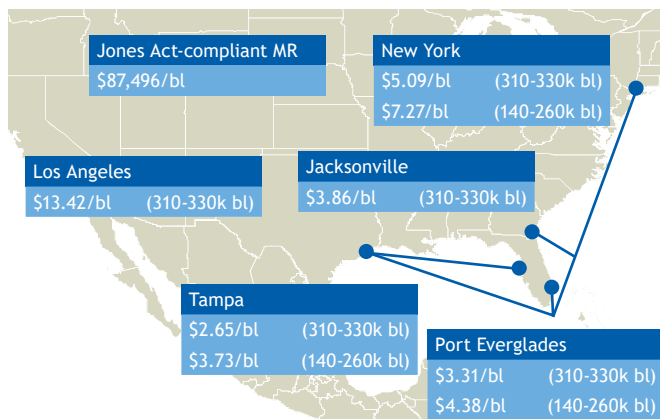 Jones Act-compliant MR
$87,496/bl
New York
$5.09/bl (310-330k bl)
$7.27/bl (140-260k bl)
Los Angeles
$13.42/bl (310-330k bl)
Jacksonville
$3.86/bl (310-330k bl)
Tampa
$2.65/bl (310-330k bl)
$3.73/bl (140-260k bl)
Port Everglades
$3.31/bl (310-330k bl)
$4.38/bl (140-260k bl)